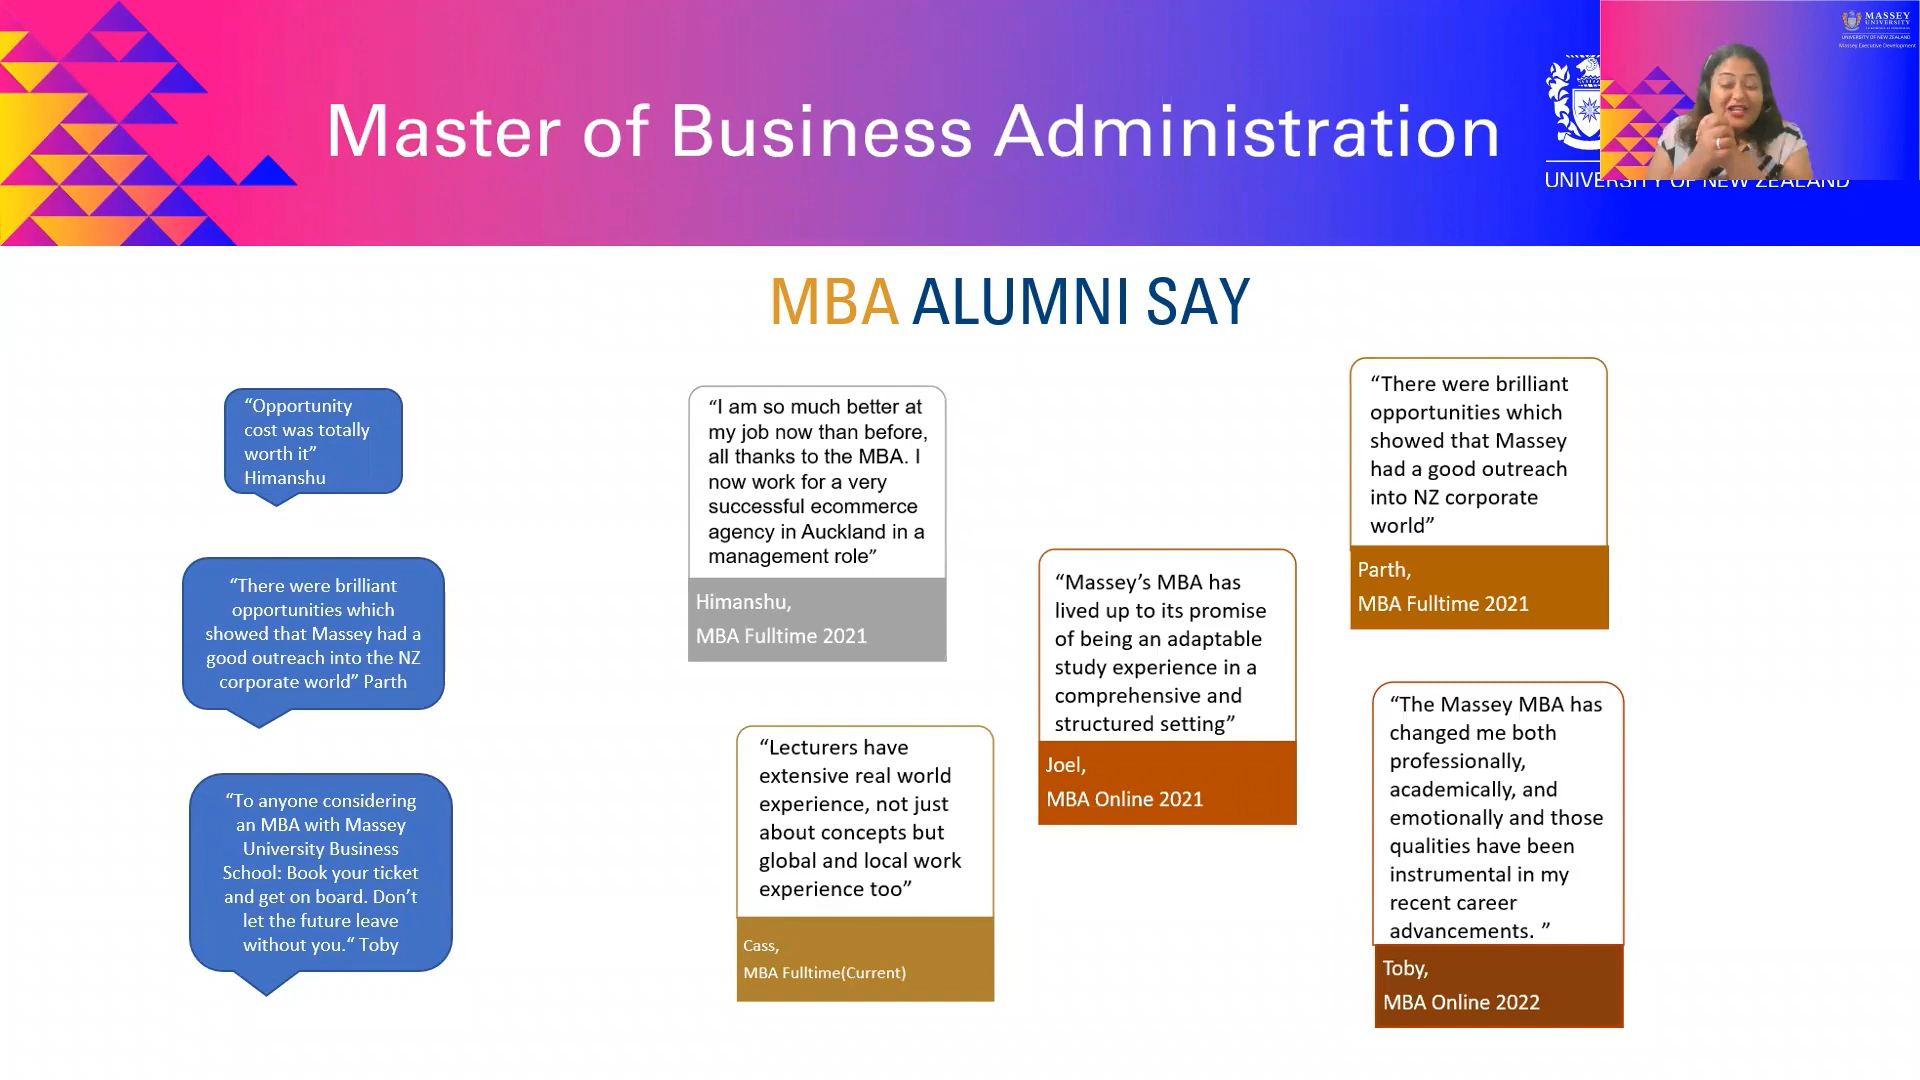 Master of Business Administration
MASSEY
UNIVERSITY
UNIVERSITY OF NEW ZEALAND
Massey Executive Development
UNIVERSITY OF NEW ZEALAND
MBA ALUMNI SAY
“Opportunity
cost was totally
worth it”
Himanshu
“There were brilliant
opportunities which
showed that Massey had a
good outreach into the NZ
corporate world” Parth
“To anyone considering
an MBA with Massey
University Business
School: Book your ticket
and get on board. Don’t
let the future leave
without you.“ Toby
“I am so much better at
my job now than before,
all thanks to the MBA. I
now work for a very
successful ecommerce
agency in Auckland in a
management role”
Himanshu,
MBA Fulltime 2021
“Lecturers have
extensive real world
experience, not just
about concepts but
global and local work
experience too”
Cass,
MBA Fulltime(Current)
“Massey’s MBA has
lived up to its promise
of being an adaptable
study experience in a
comprehensive and
structured setting”
Joel,
MBA Online 2021
“There were brilliant
opportunities which
showed that Massey
had a good outreach
into NZ corporate
world”
Parth,
MBA Fulltime 2021
“The Massey MBA has
changed me both
professionally,
academically, and
emotionally and those
qualities have been
instrumental in my
recent career
advancements. ”
Toby,
MBA Online 2022